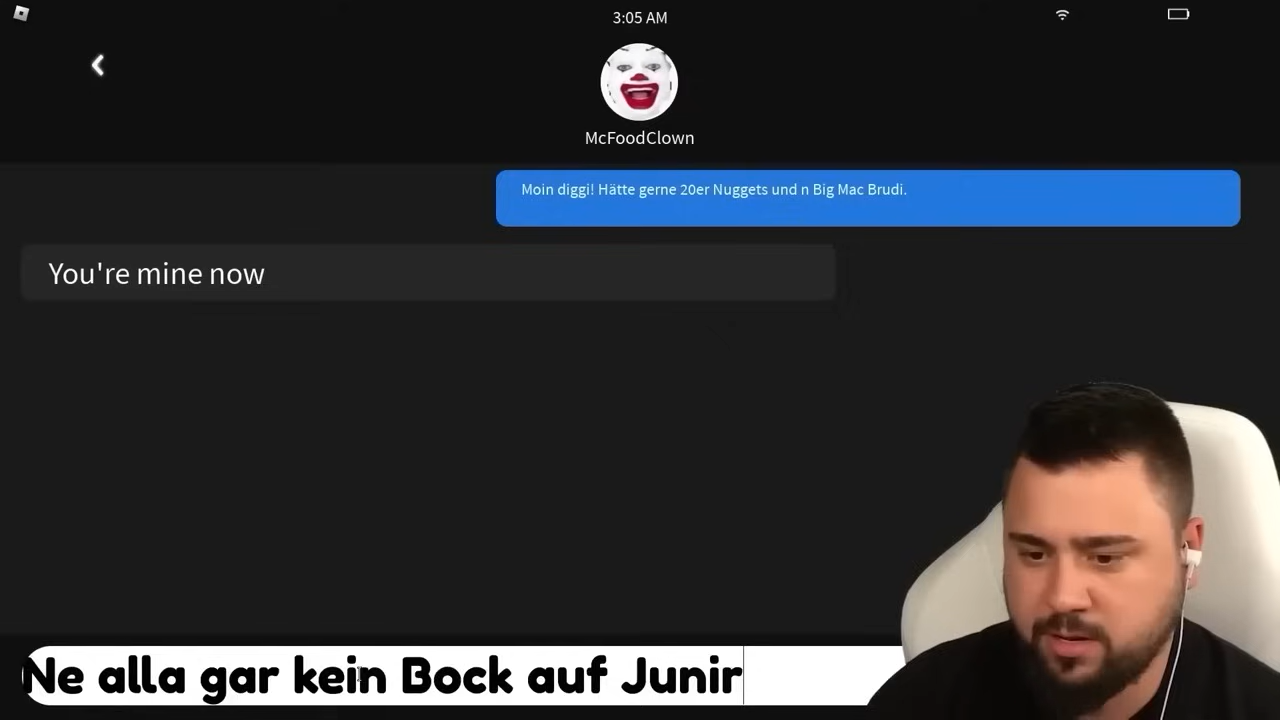 3:05 AM
McFoodClown
Moin diggi! Hätte gerne 20er Nuggets und n Big Mac Brudi.
You're mine now
Ne alla gar kein Bock auf Junir